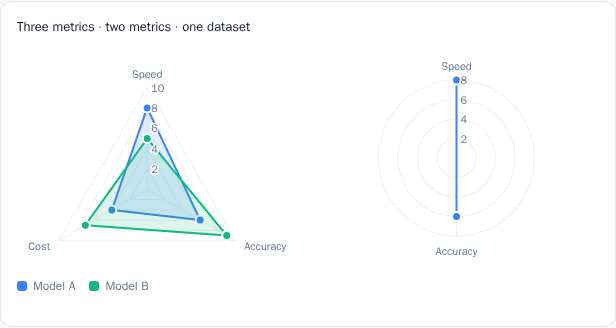 Three metrics · two metrics · one dataset
Speed
10
8
6
4
2
Cost
Accuracy
Model A
Model B
Speed
8
6
4
2
Accuracy